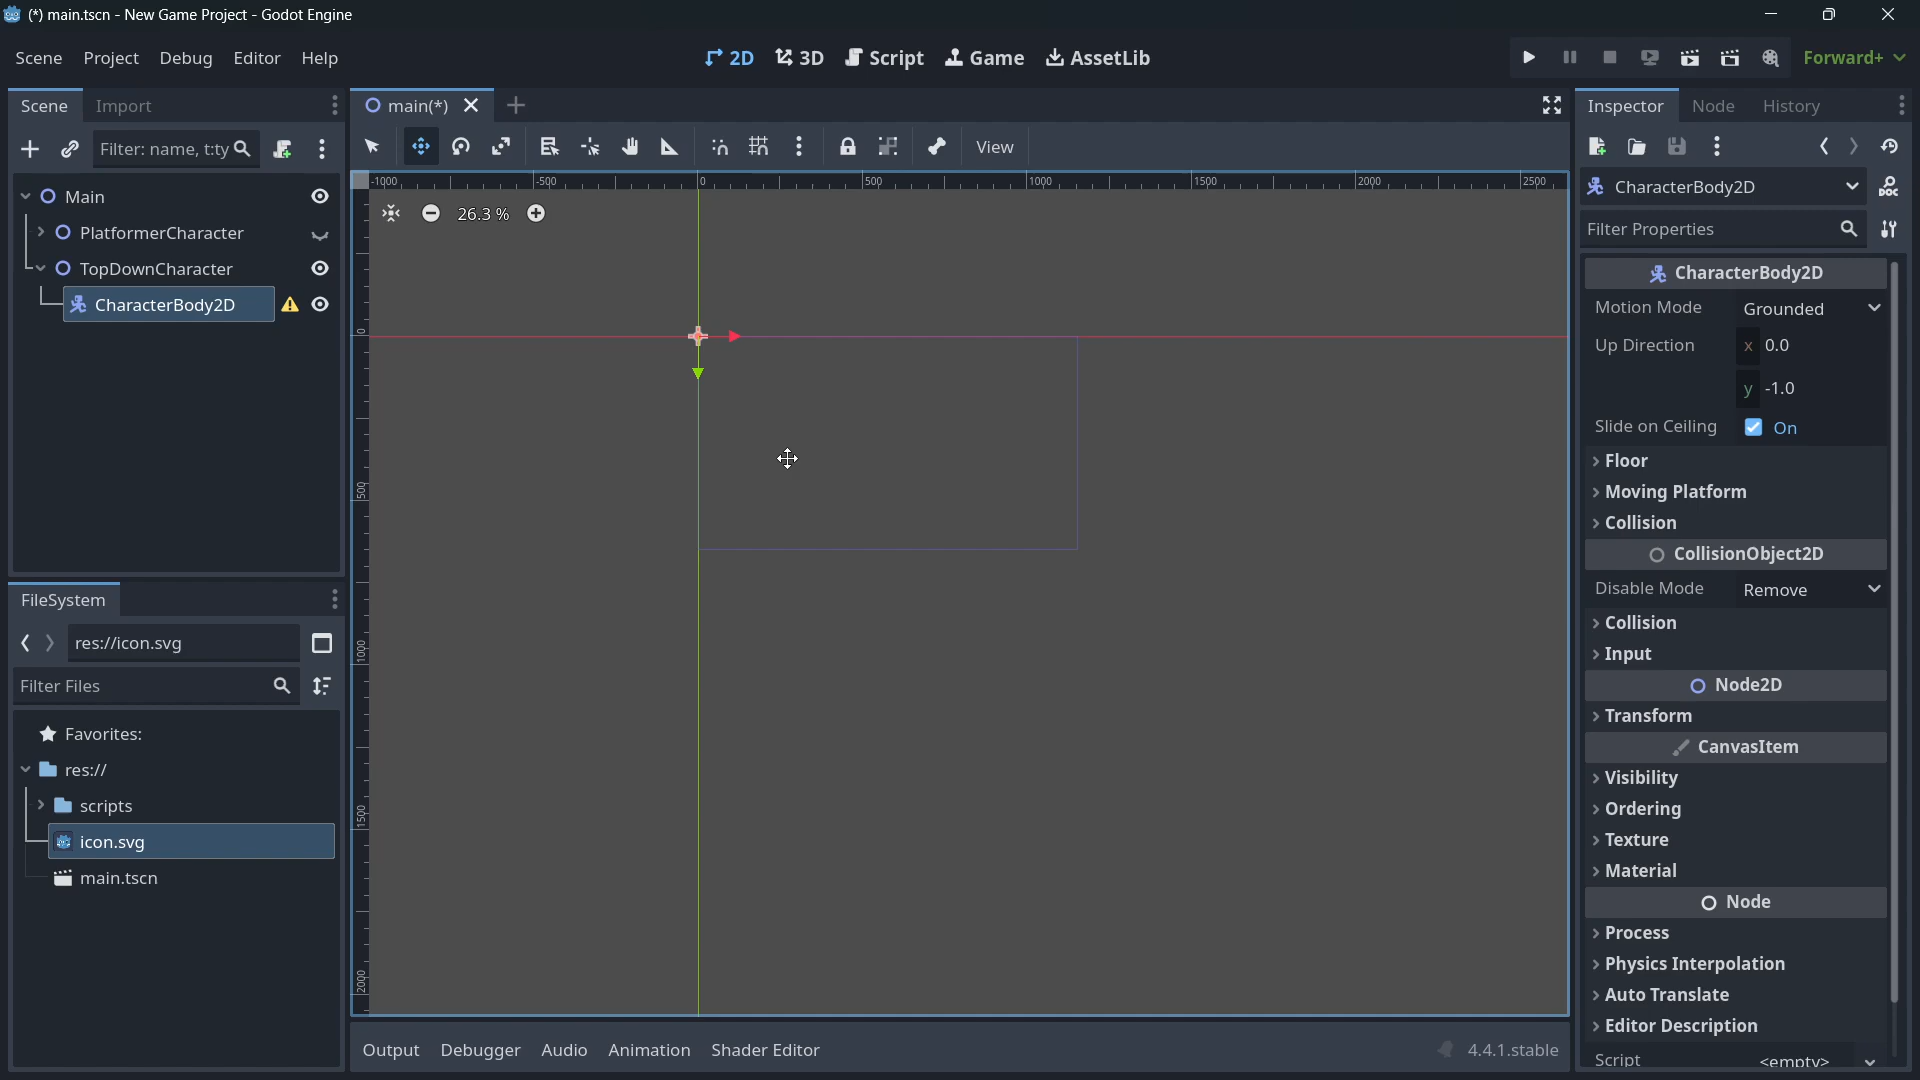 (*) main.tscn - New Game Project - Godot Engine
Scene Project Debug Editor Help
2D 3D Script Game AssetLib
Forward+
Scene Import
Filter: name, t:ty
Main
PlatformerCharacter
TopDownCharacter
CharacterBody2D
FileSystem
res://icon.svg
Filter Files
Favorites:
res://
scripts
icon.svg
main.tscn
main(*)
View
-1000 -500 0 500 1000 1500 2000 2500
26.3 %
0
500
1000
1500
2000
Output Debugger Audio Animation Shader Editor
4.4.1.stable
Inspector Node History
CharacterBody2D
Filter Properties
CharacterBody2D
Motion Mode Grounded
Up Direction x 0.0
y -1.0
Slide on Ceiling On
Floor
Moving Platform
Collision
CollisionObject2D
Disable Mode Remove
Collision
Input
Node2D
Transform
CanvasItem
Visibility
Ordering
Texture
Material
Node
Process
Physics Interpolation
Auto Translate
Editor Description
Script <empty>